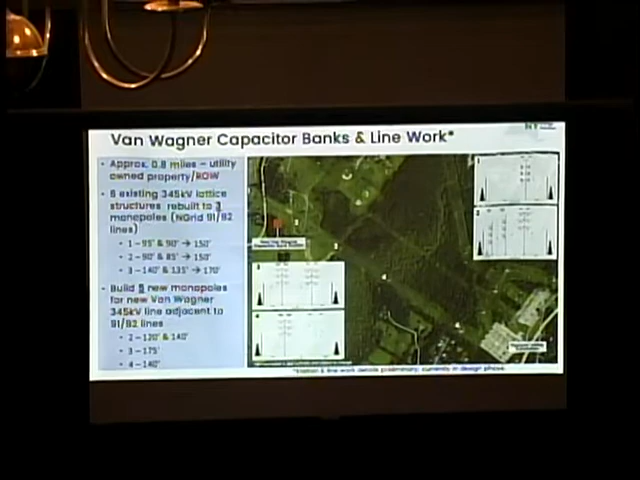 Van Wagner Capacitor Banks & Line Work*
• Approx. 0.8 miles – utility
owned property/ROW
• 6 existing 345kV lattice
structures rebuilt to 3
monopoles (NGrid 91/92
lines)
• 1 – 95' & 90' → 150'
• 2 – 90' & 85' → 150'
• 3 – 140' & 135' → 170'
• Build 5 new monopoles
for new Van Wagner
345kV line adjacent to
91/92 lines
• 2 – 120' & 140'
• 3 – 175'
• 4 – 140'
*Station & line work details preliminary; currently in design phase.